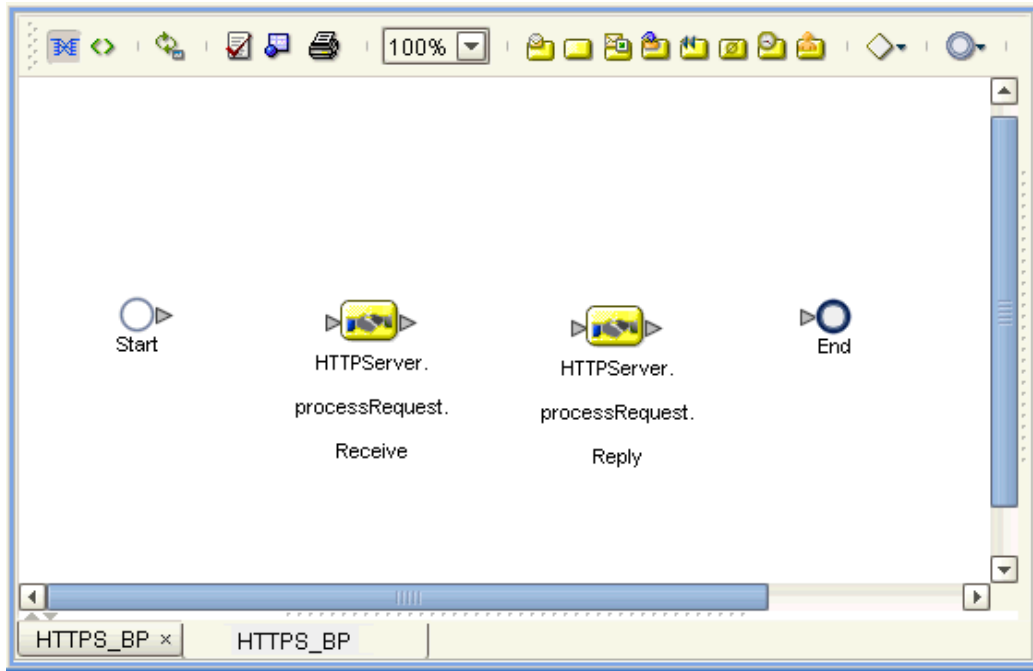 100%
Start
HTTPServer.
processRequest.
Receive
HTTPServer.
processRequest.
Reply
End
HTTPS_BP ×
HTTPS_BP